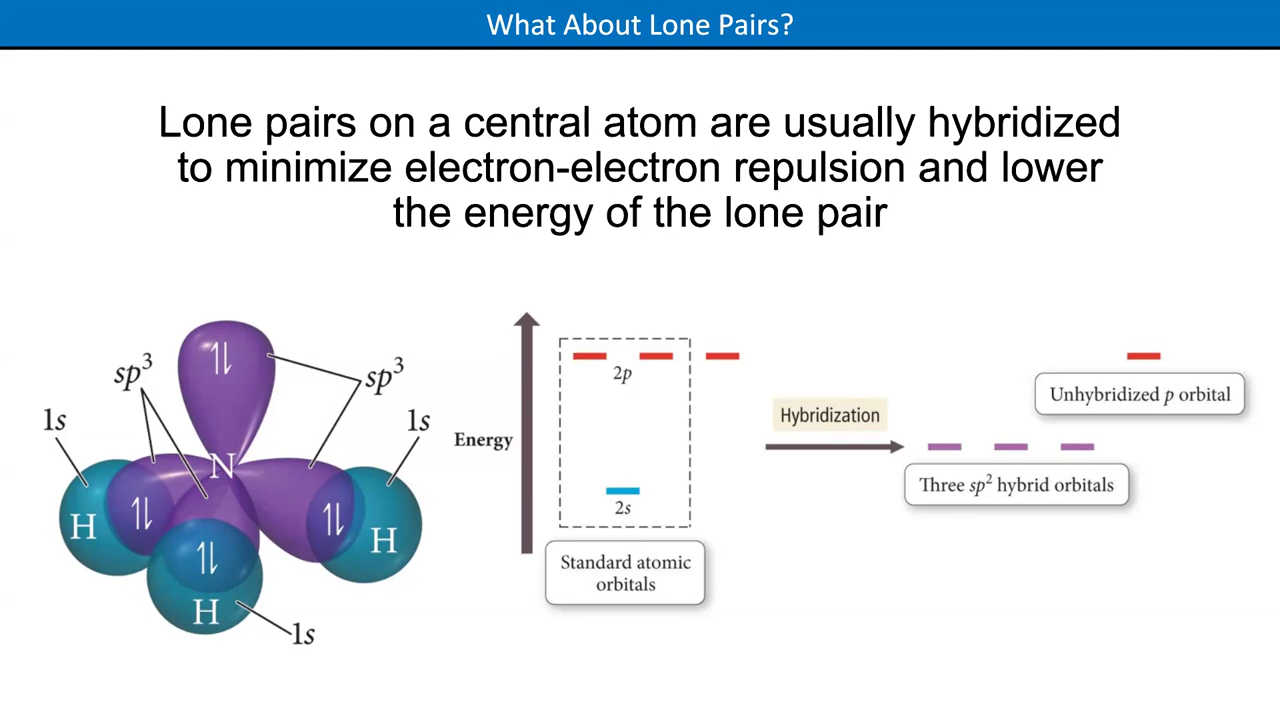 What About Lone Pairs?
Lone pairs on a central atom are usually hybridized
to minimize electron-electron repulsion and lower
the energy of the lone pair
sp³
sp³
1s
1s
N
H
H
H
1s
Energy
2p
2s
Standard atomic
orbitals
Hybridization
Unhybridized p orbital
Three sp² hybrid orbitals